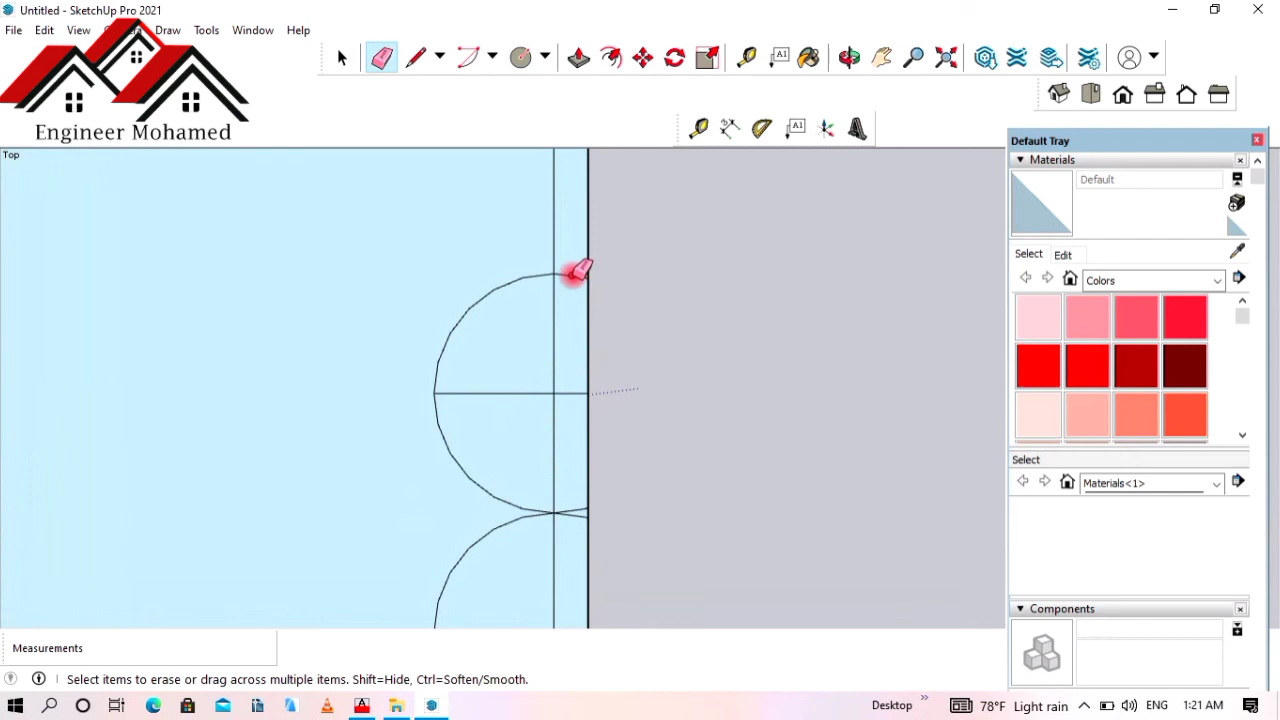 Untitled - SketchUp Pro 2021
File Edit View Draw Tools Window Help
Engineer Mohamed
A1
A1
Top
Default Tray
Materials
Default
Select Edit
Colors
Select
Materials<1>
Components
Measurements
Select items to erase or drag across multiple items. Shift=Hide, Ctrl=Soften/Smooth.
Desktop
78°F Light rain
ENG
1:21 AM